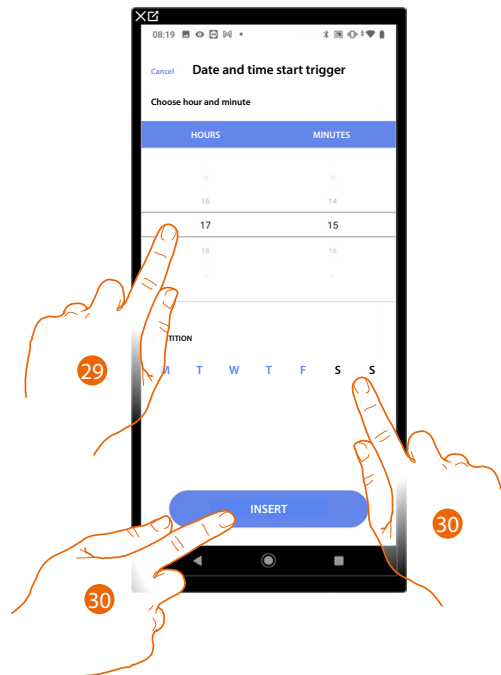 08:19
Cancel Date and time start trigger
Choose hour and minute
HOURS MINUTES
16 14
17 15
18 16
29
TITION
M T W T F S S
INSERT
30
30